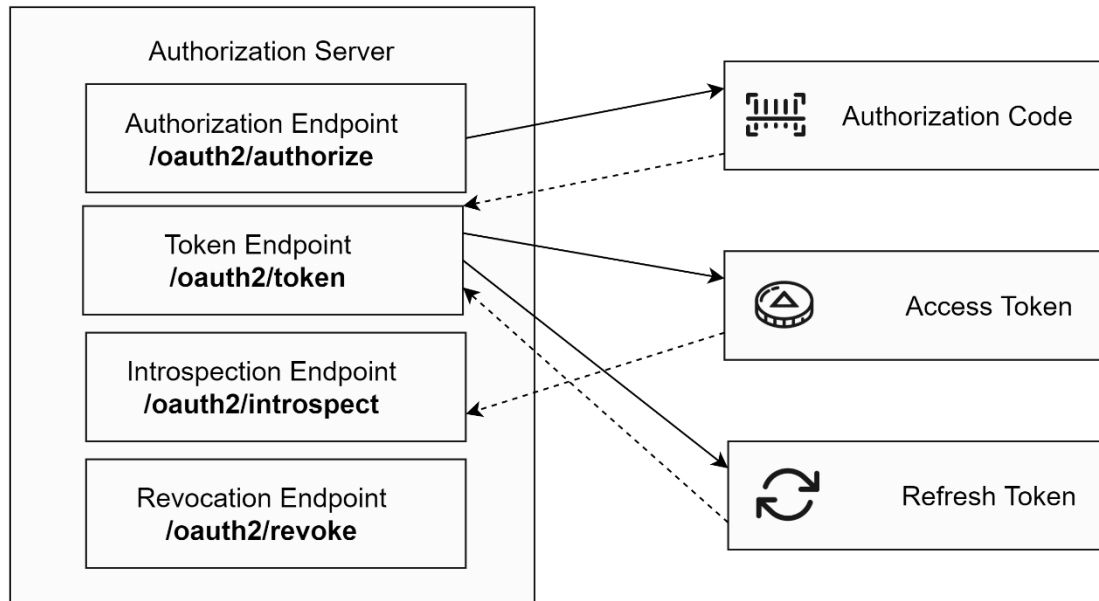 Authorization Server
Authorization Endpoint
/oauth2/authorize
Token Endpoint
/oauth2/token
Introspection Endpoint
/oauth2/introspect
Revocation Endpoint
/oauth2/revoke
Authorization Code
Access Token
Refresh Token